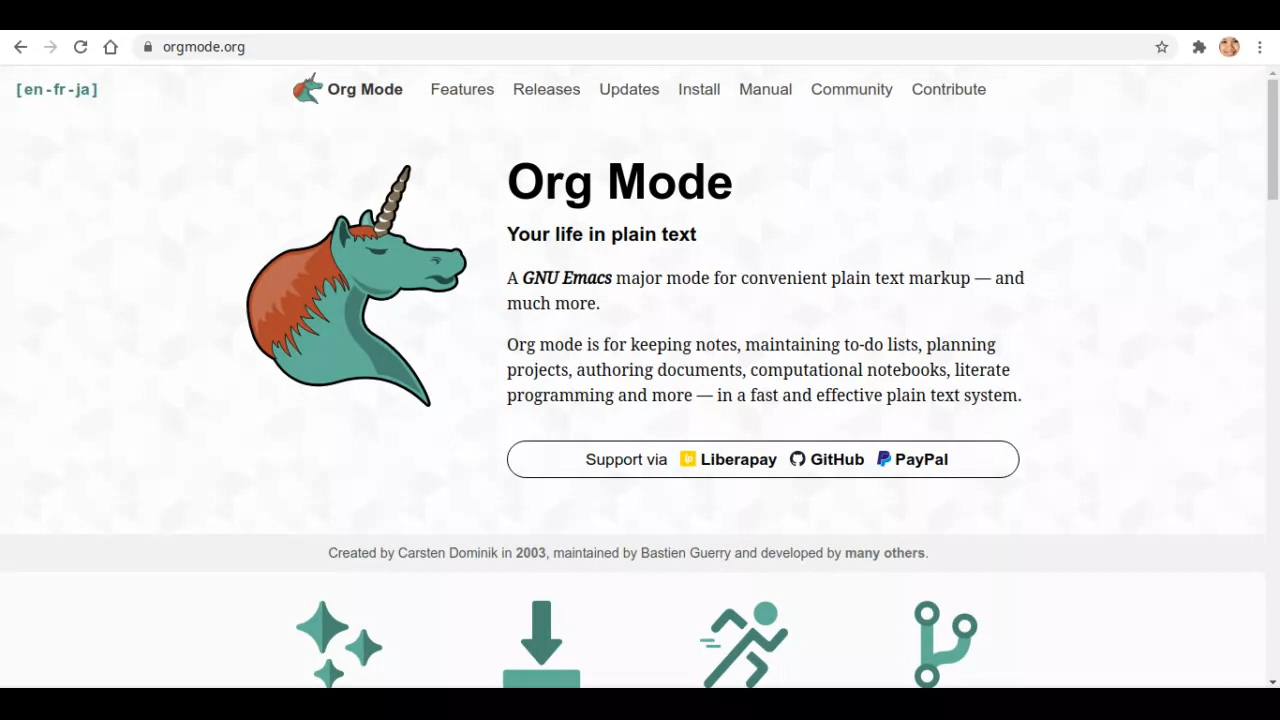 orgmode.org
[en-fr-ja]
Org Mode Features Releases Updates Install Manual Community Contribute
Org Mode
Your life in plain text
A GNU Emacs major mode for convenient plain text markup — and
much more.
Org mode is for keeping notes, maintaining to-do lists, planning
projects, authoring documents, computational notebooks, literate
programming and more — in a fast and effective plain text system.
Support via Liberapay GitHub PayPal
Created by Carsten Dominik in 2003, maintained by Bastien Guerry and developed by many others.